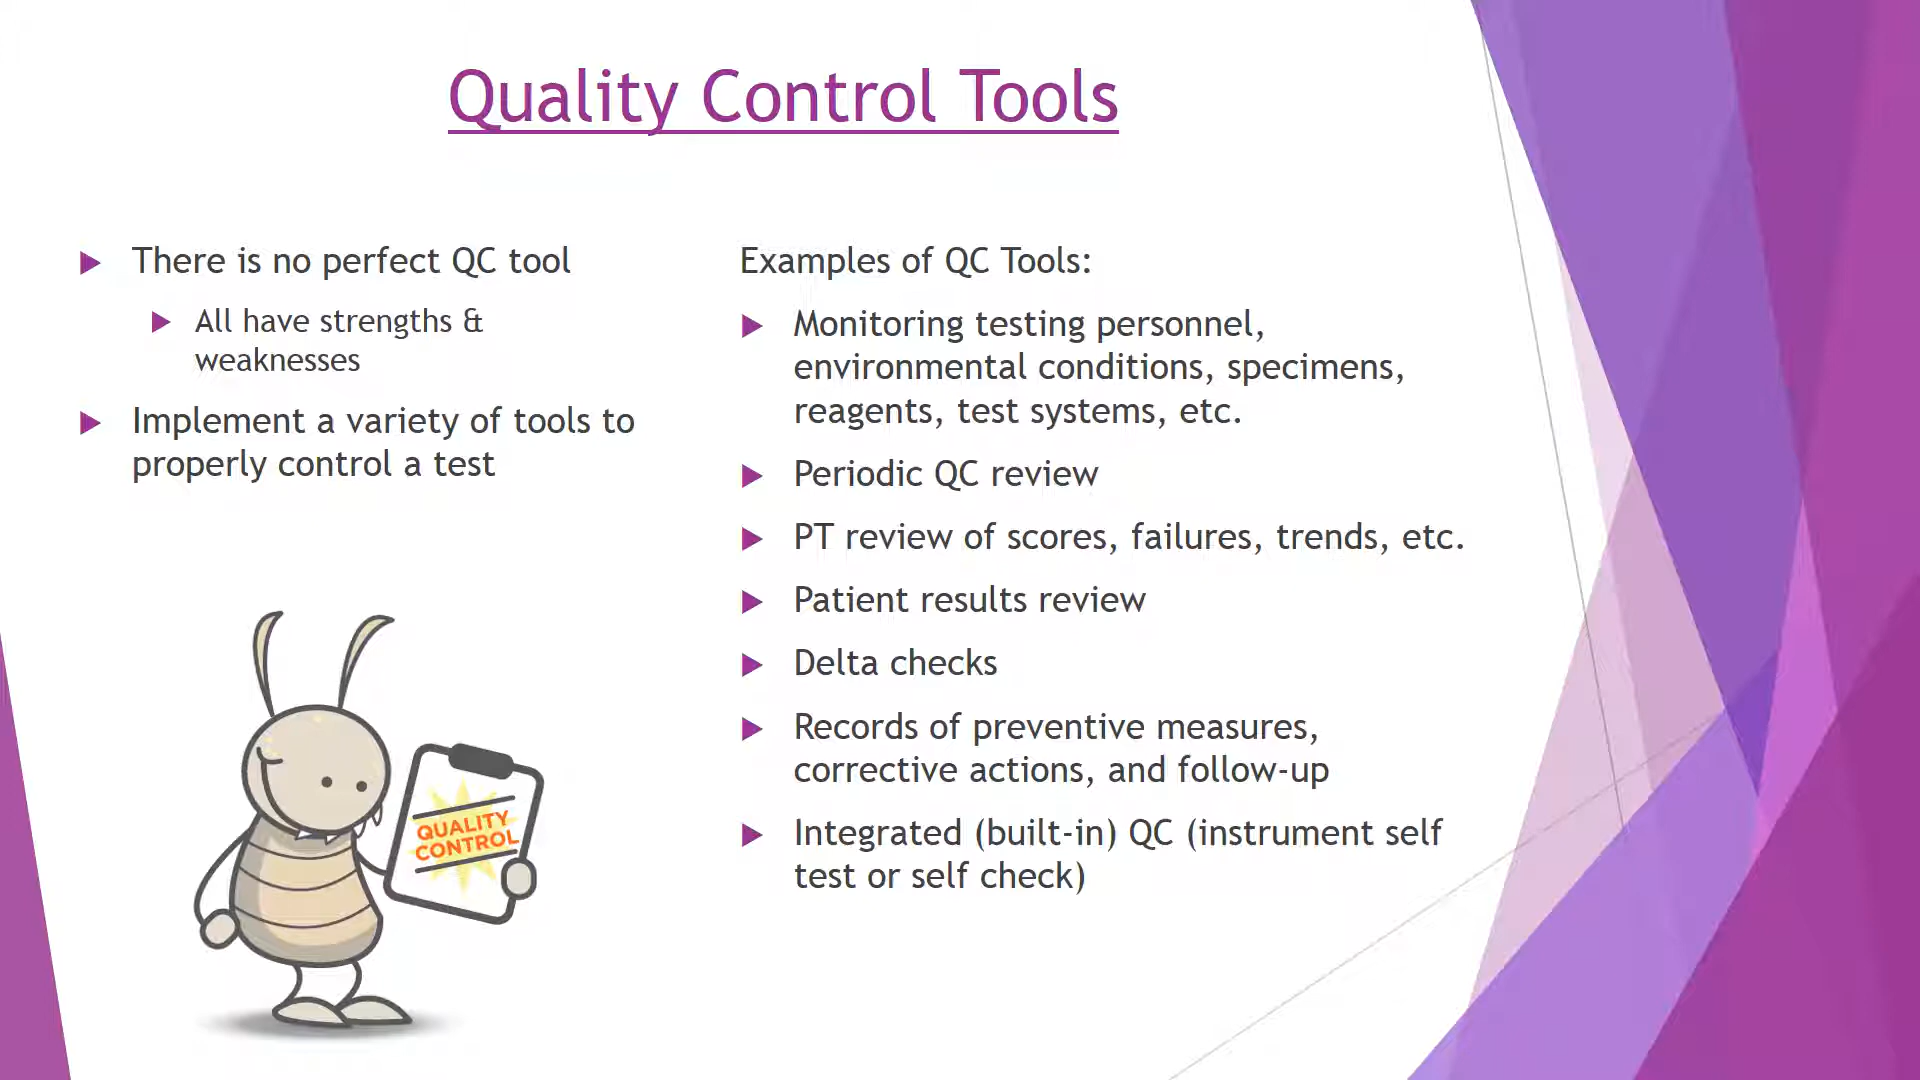 Quality Control Tools
There is no perfect QC tool
All have strengths &
weaknesses
Implement a variety of tools to
properly control a test
Examples of QC Tools:
Monitoring testing personnel,
environmental conditions, specimens,
reagents, test systems, etc.
Periodic QC review
PT review of scores, failures, trends, etc.
Patient results review
Delta checks
Records of preventive measures,
corrective actions, and follow-up
Integrated (built-in) QC (instrument self
test or self check)
QUALITY
CONTROL